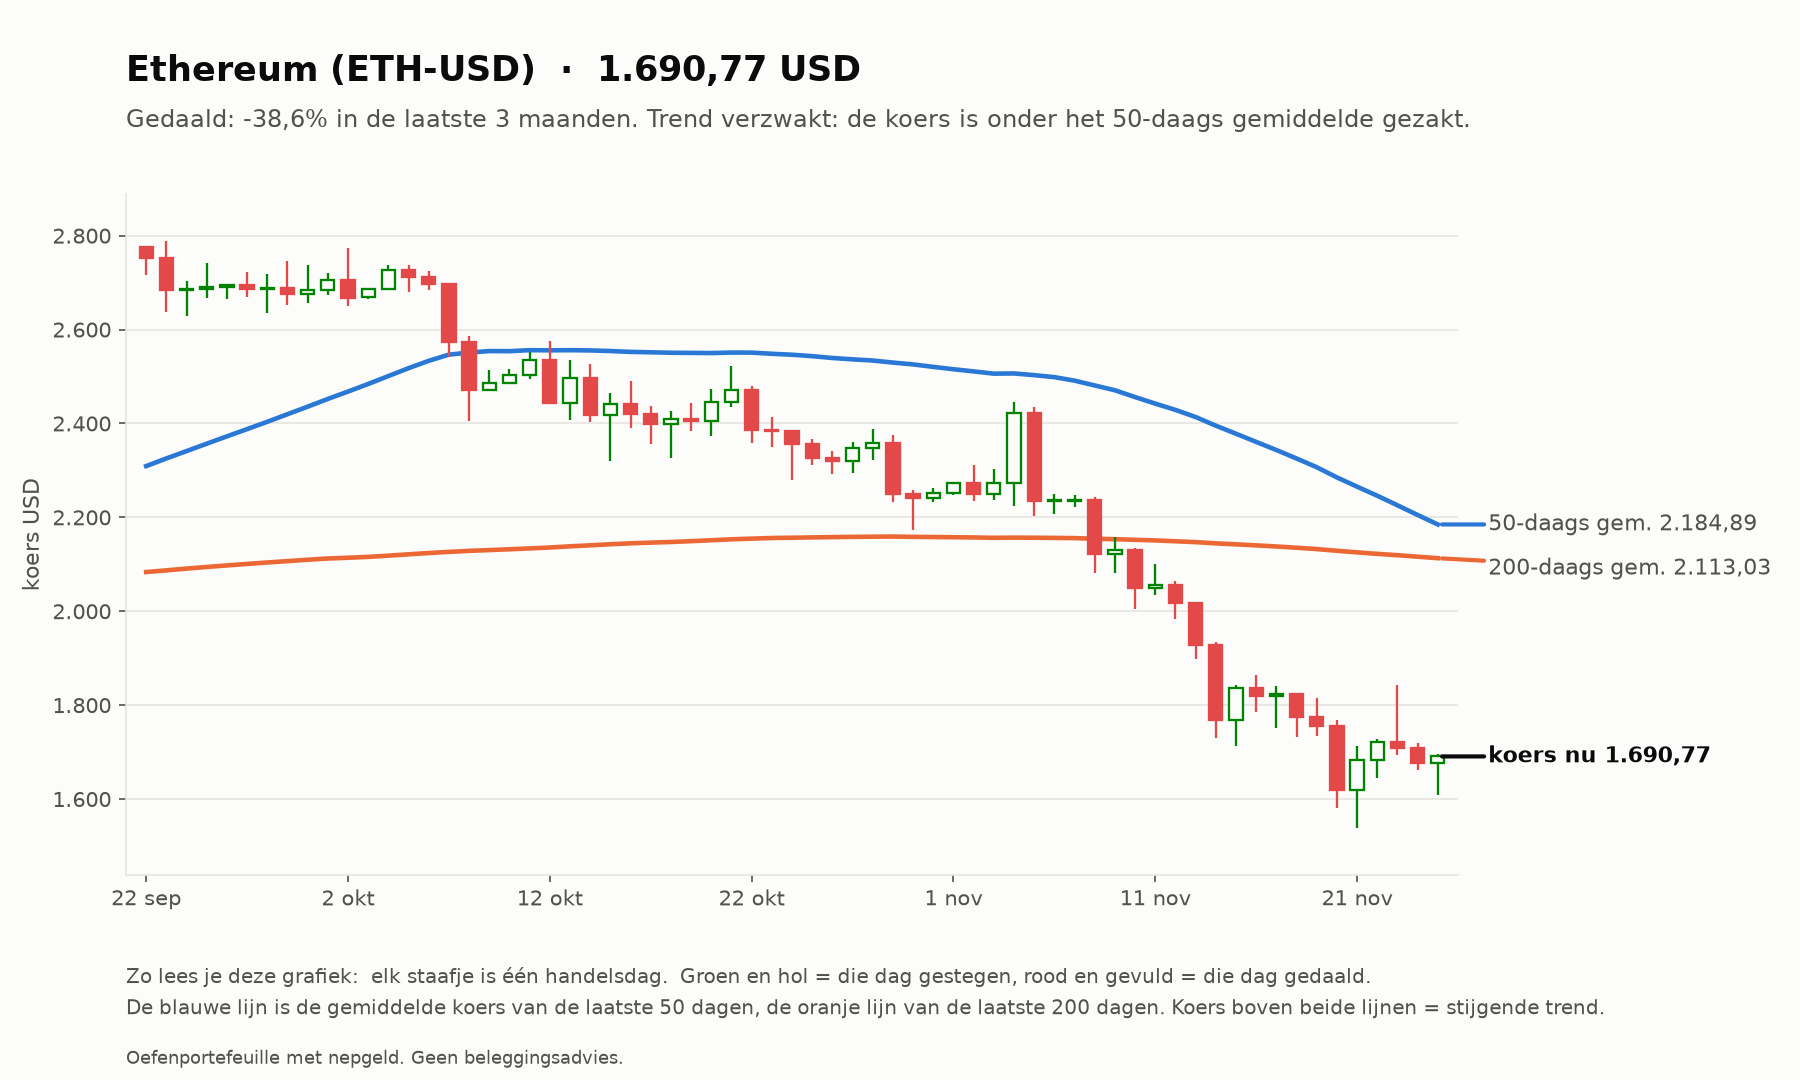 Ethereum (ETH-USD) · 1.690,77 USD
Gedaald: -38,6% in de laatste 3 maanden. Trend verzwakt: de koers is onder het 50-daags gemiddelde gezakt.
koers USD
2.800
2.600
2.400
2.200
2.000
1.800
1.600
50-daags gem. 2.184,89
200-daags gem. 2.113,03
koers nu 1.690,77
22 sep
2 okt
12 okt
22 okt
1 nov
11 nov
21 nov
Zo lees je deze grafiek: elk staafje is één handelsdag. Groen en hol = die dag gestegen, rood en gevuld = die dag gedaald.
De blauwe lijn is de gemiddelde koers van de laatste 50 dagen, de oranje lijn van de laatste 200 dagen. Koers boven beide lijnen = stijgende trend.
Oefenportefeuille met nepgeld. Geen beleggingsadvies.